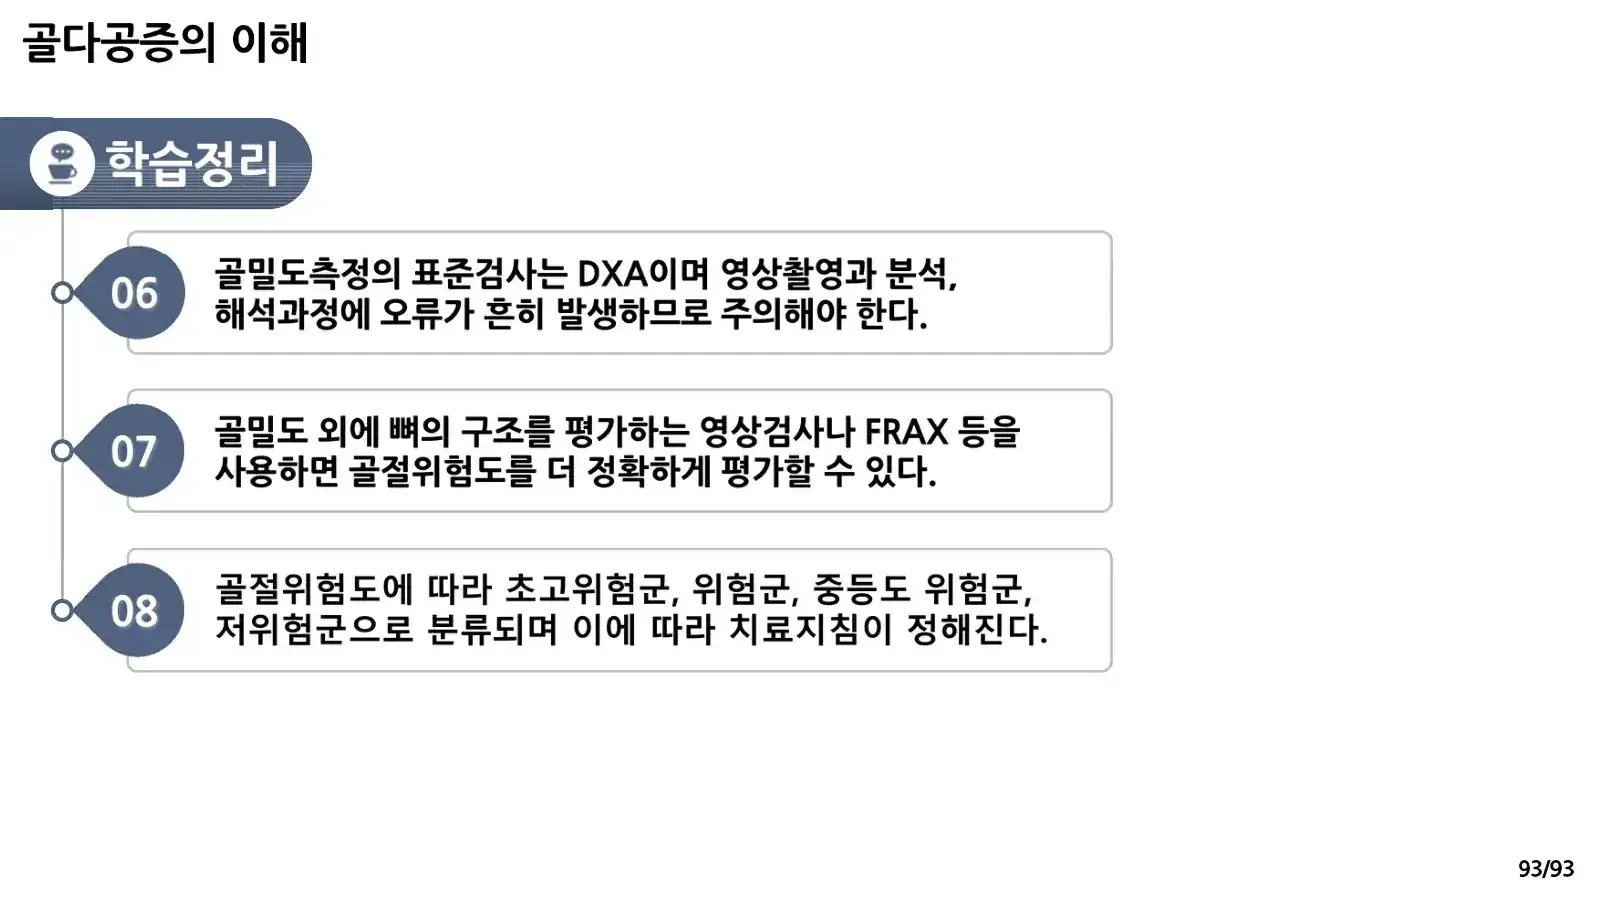 골다공증의 이해
학습정리
06
골밀도측정의 표준검사는 DXA이며 영상촬영과 분석,
해석과정에 오류가 흔히 발생하므로 주의해야 한다.
07
골밀도 외에 뼈의 구조를 평가하는 영상검사나 FRAX 등을
사용하면 골절위험도를 더 정확하게 평가할 수 있다.
08
골절위험도에 따라 초고위험군, 위험군, 중등도 위험군,
저위험군으로 분류되며 이에 따라 치료지침이 정해진다.
93/93